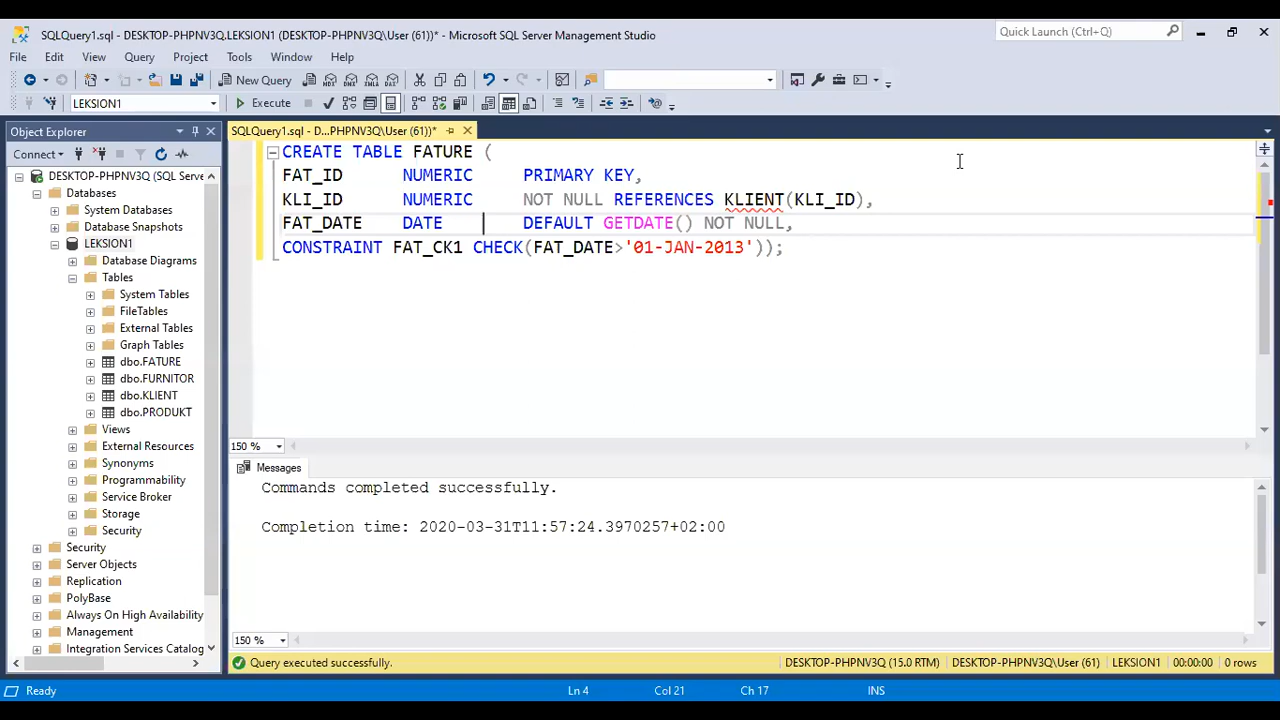 SQLQuery1.sql - DESKTOP-PHPNV3Q.LEKSION1 (DESKTOP-PHPNV3Q\User (61))* - Microsoft SQL Server Management Studio
Quick Launch (Ctrl+Q)
File Edit View Query Project Tools Window Help
New Query
MDX DMX XMLA DAX
LEKSION1
Execute
Object Explorer
SQLQuery1.sql - D...PHPNV3Q\User (61))*
Connect
DESKTOP-PHPNV3Q (SQL Serve
Databases
System Databases
Database Snapshots
LEKSION1
Database Diagrams
Tables
System Tables
FileTables
External Tables
Graph Tables
dbo.FATURE
dbo.FURNITOR
dbo.KLIENT
dbo.PRODUKT
Views
External Resources
Synonyms
Programmability
Service Broker
Storage
Security
Security
Server Objects
Replication
PolyBase
Always On High Availability
Management
Integration Services Catalog
CREATE TABLE FATURE (
FAT_ID NUMERIC PRIMARY KEY,
KLI_ID NUMERIC NOT NULL REFERENCES KLIENT(KLI_ID),
FAT_DATE DATE DEFAULT GETDATE() NOT NULL,
CONSTRAINT FAT_CK1 CHECK(FAT_DATE>'01-JAN-2013'));
150 %
Messages
Commands completed successfully.
Completion time: 2020-03-31T11:57:24.3970257+02:00
150 %
Query executed successfully.
DESKTOP-PHPNV3Q (15.0 RTM) DESKTOP-PHPNV3Q\User (61) LEKSION1 00:00:00 0 rows
Ready Ln 4 Col 21 Ch 17 INS